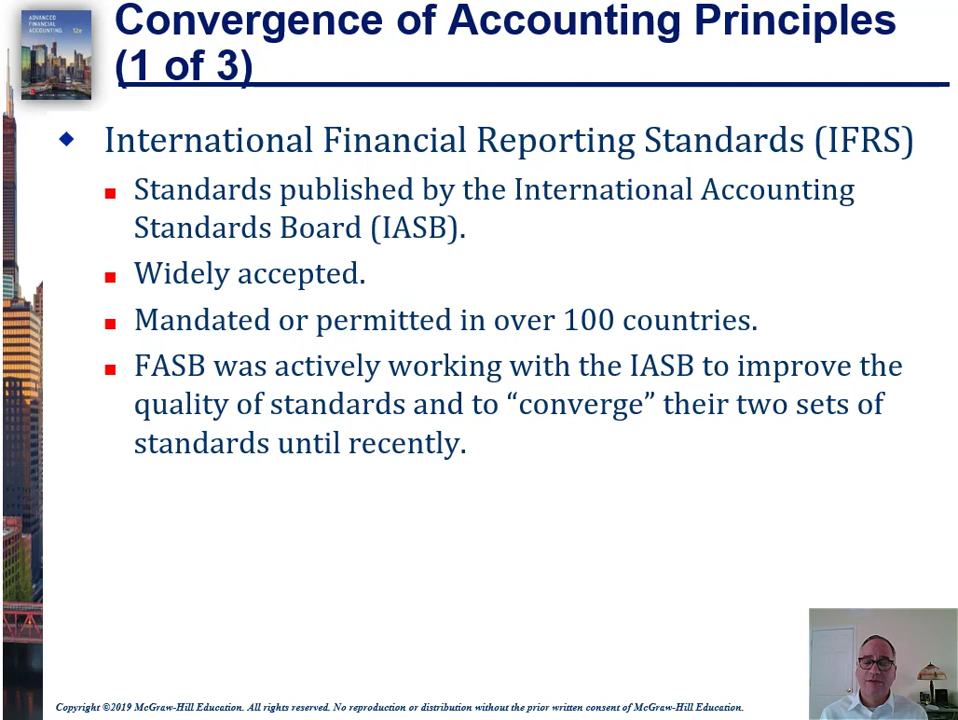 ADVANCED
FINANCIAL
ACCOUNTING
12e
Convergence of Accounting Principles
(1 of 3)
International Financial Reporting Standards (IFRS)
Standards published by the International Accounting
Standards Board (IASB).
Widely accepted.
Mandated or permitted in over 100 countries.
FASB was actively working with the IASB to improve the
quality of standards and to “converge” their two sets of
standards until recently.
Copyright ©2019 McGraw-Hill Education. All rights reserved. No reproduction or distribution without the prior written consent of McGraw-Hill Education.